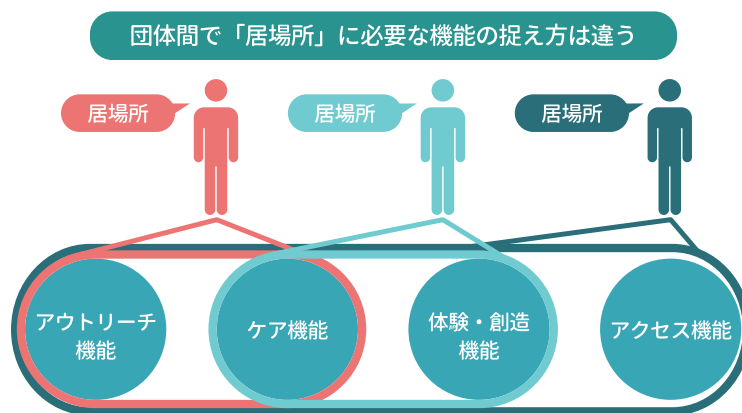 団体間で「居場所」に必要な機能の捉え方は違う
居場所
居場所
居場所
アウトリーチ
機能
ケア機能
体験・創造
機能
アクセス機能